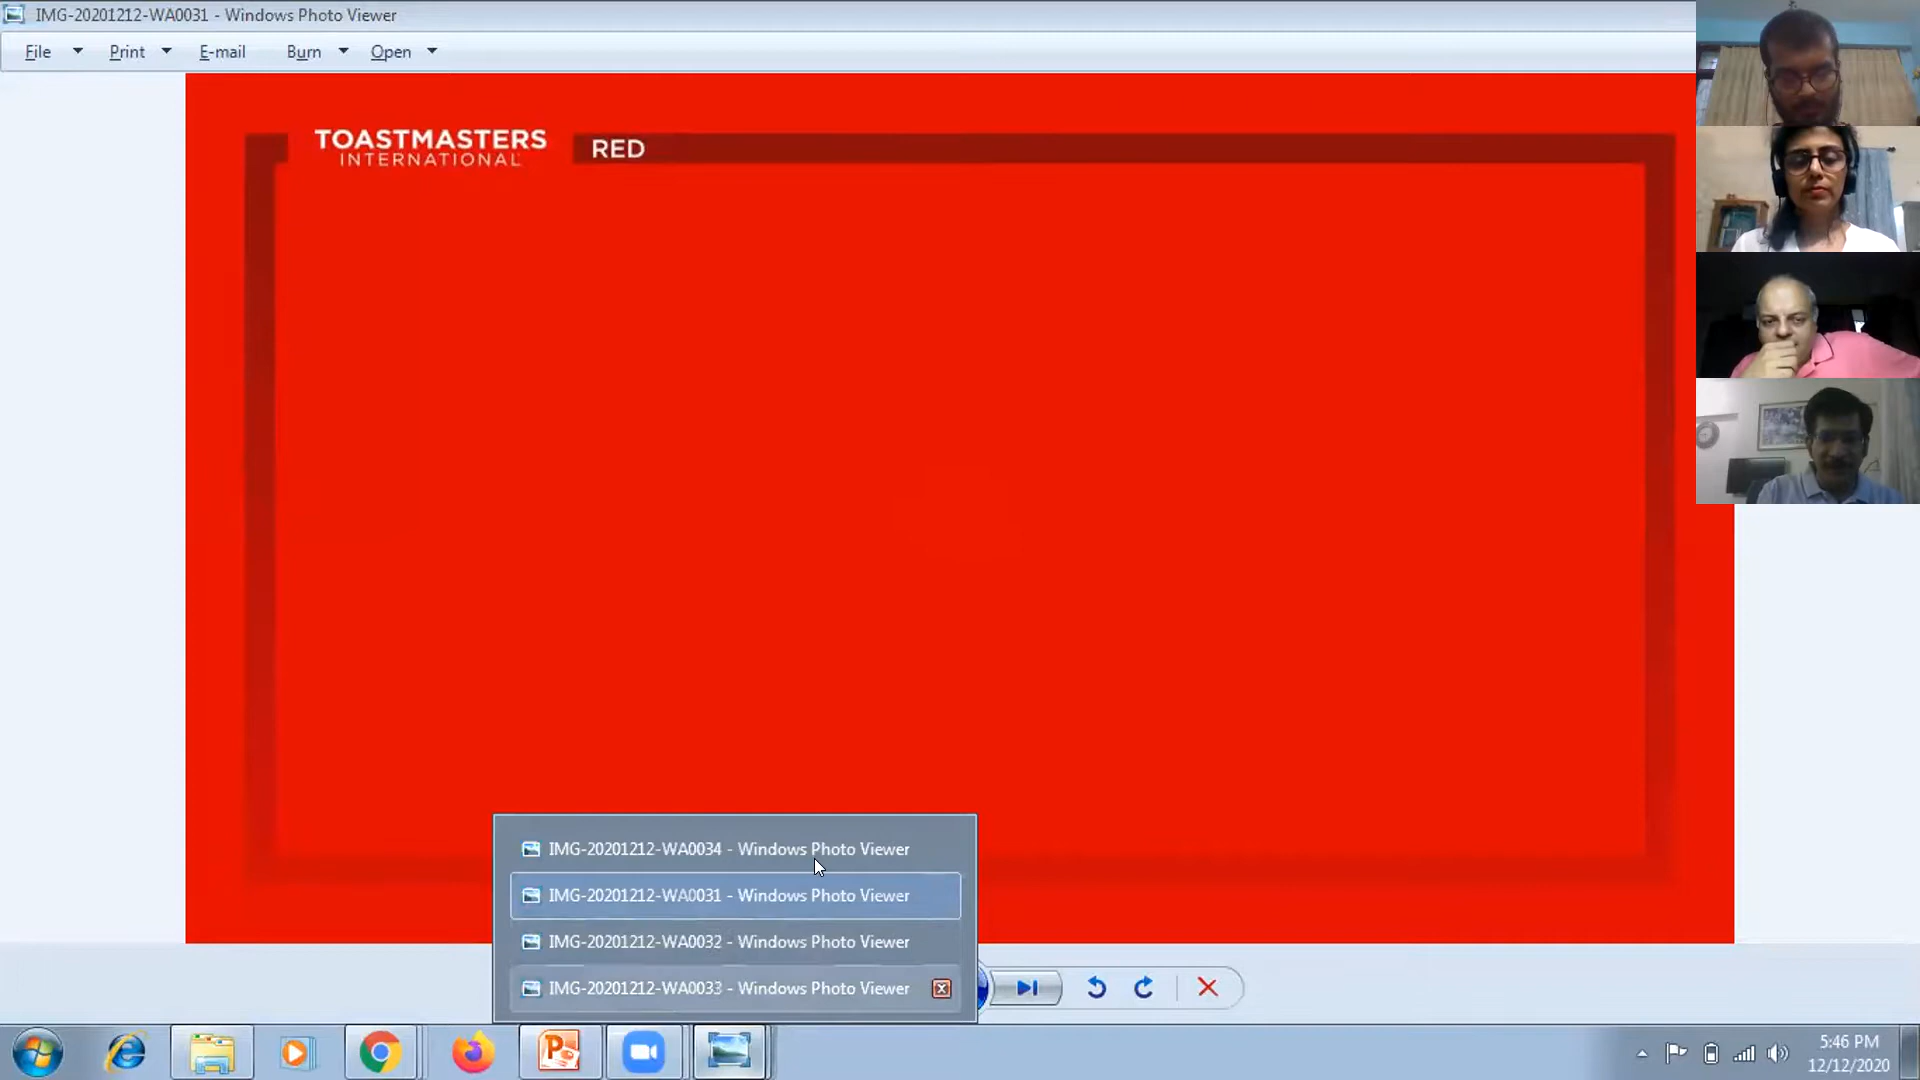 IMG-20201212-WA0031 - Windows Photo Viewer
File Print E-mail Burn Open
TOASTMASTERS
INTERNATIONAL
RED
IMG-20201212-WA0034 - Windows Photo Viewer
IMG-20201212-WA0031 - Windows Photo Viewer
IMG-20201212-WA0032 - Windows Photo Viewer
IMG-20201212-WA0033 - Windows Photo Viewer
5:46 PM
12/12/2020